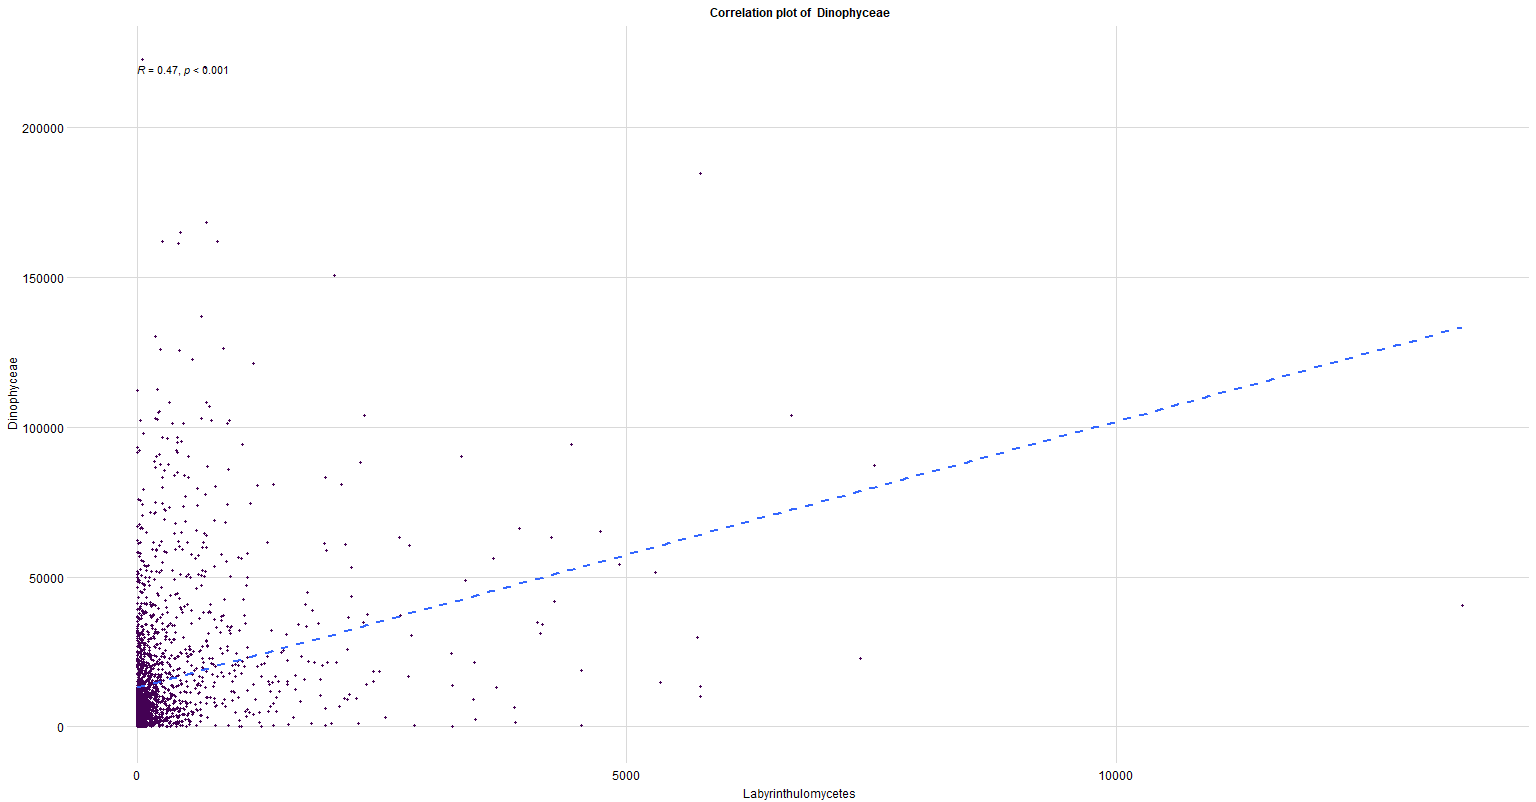 Correlation plot of Dinophyceae
R = 0.47, p < 0.001
200000
150000
100000
50000
0
Dinophyceae
0
5000
10000
Labyrinthulomycetes